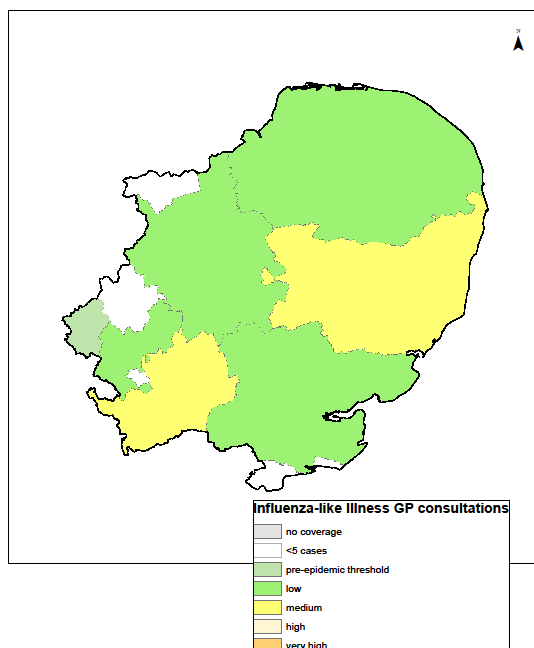 N
Influenza-like Illness GP consultations
no coverage
<5 cases
pre-epidemic threshold
low
medium
high
very high